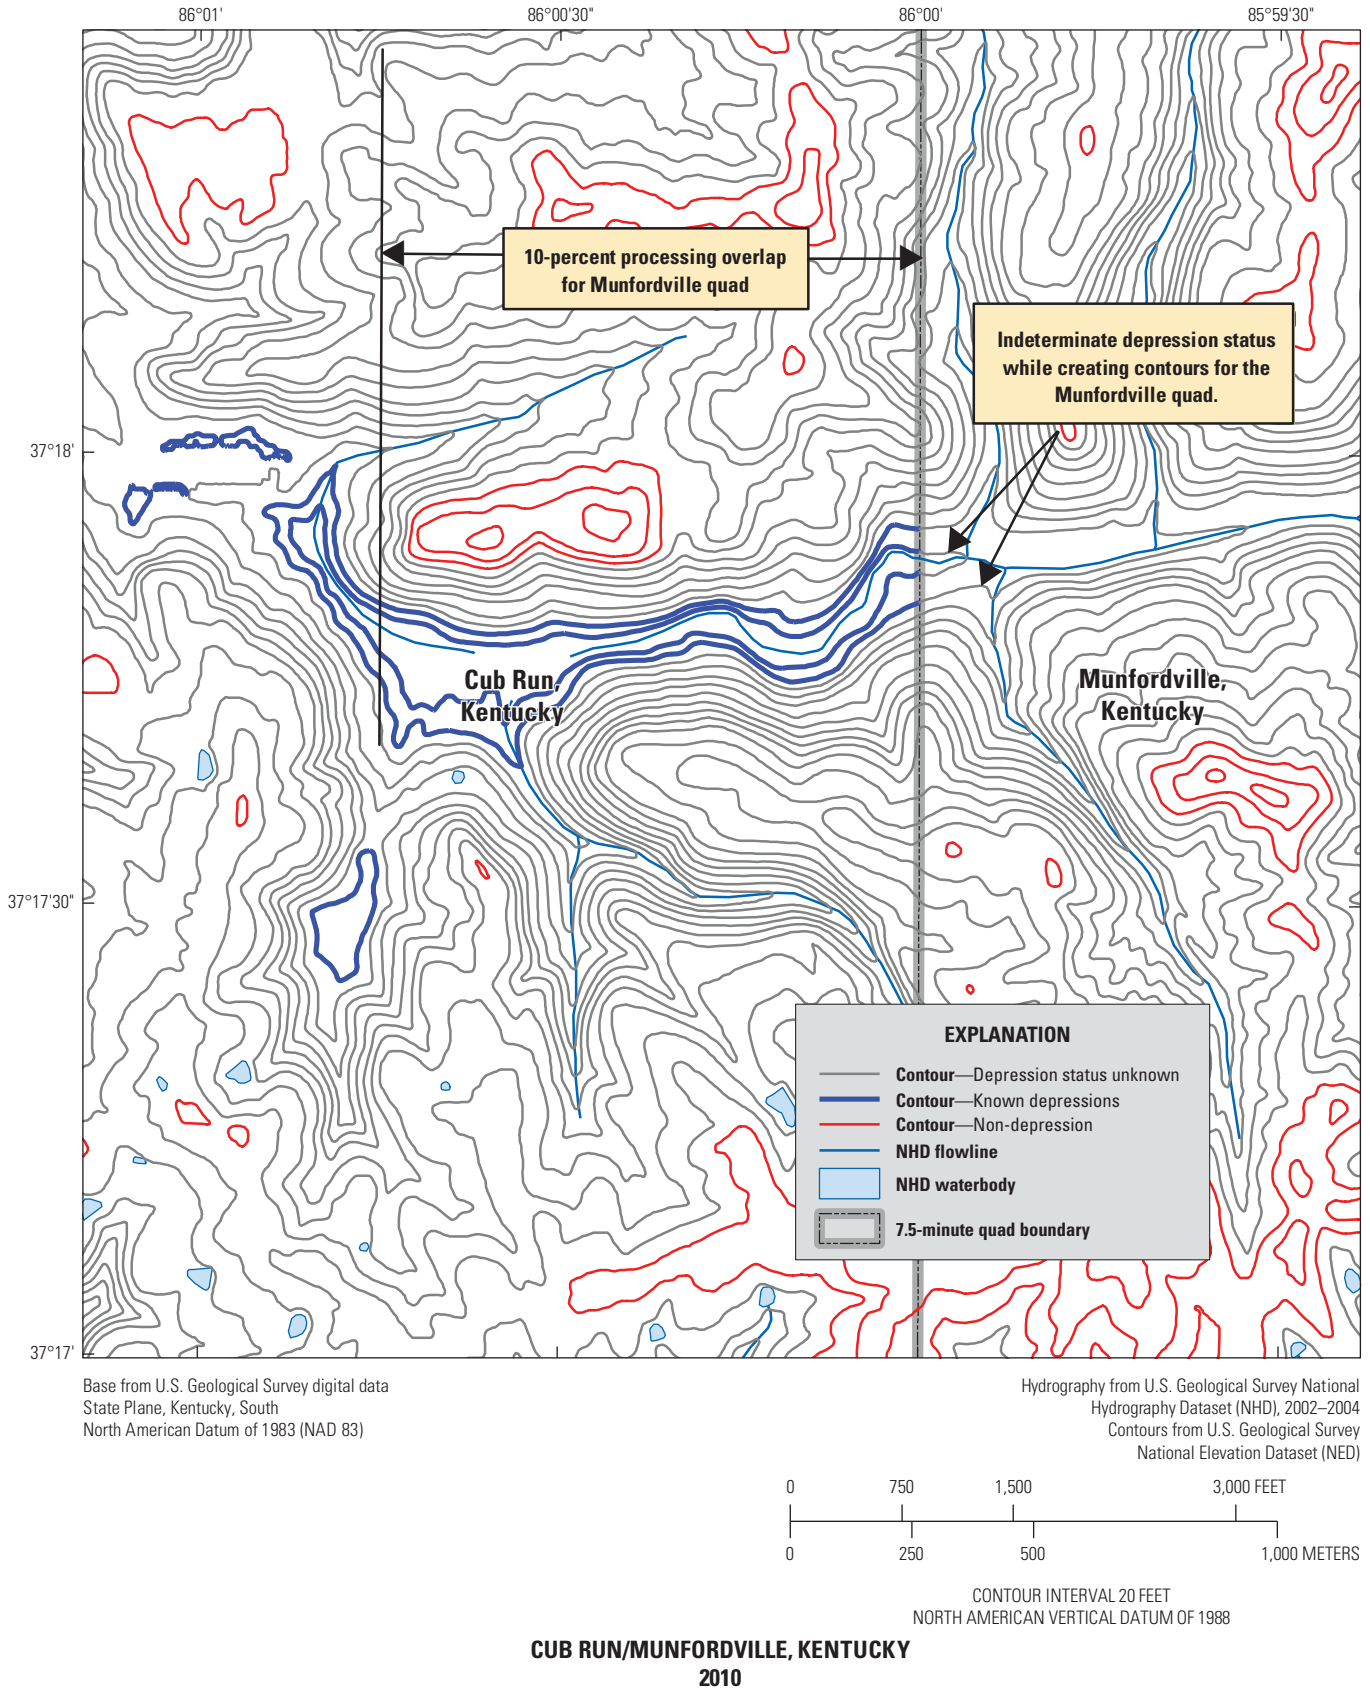 86°01'
86°00'30"
86°00'
85°59'30"
10-percent processing overlap
for Munfordville quad
Indeterminate depression status
while creating contours for the
Munfordville quad.
37°18'
Cub Run,
Kentucky
Munfordville,
Kentucky
37°17'30"
EXPLANATION
Contour—Depression status unknown
Contour—Known depressions
Contour—Non-depression
NHD flowline
NHD waterbody
7.5-minute quad boundary
37°17'
Base from U.S. Geological Survey digital data
State Plane, Kentucky, South
North American Datum of 1983 (NAD 83)
Hydrography from U.S. Geological Survey National
Hydrography Dataset (NHD), 2002–2004
Contours from U.S. Geological Survey
National Elevation Dataset (NED)
0 750 1,500 3,000 FEET
0 250 500 1,000 METERS
CONTOUR INTERVAL 20 FEET
NORTH AMERICAN VERTICAL DATUM OF 1988
CUB RUN/MUNFORDVILLE, KENTUCKY
2010